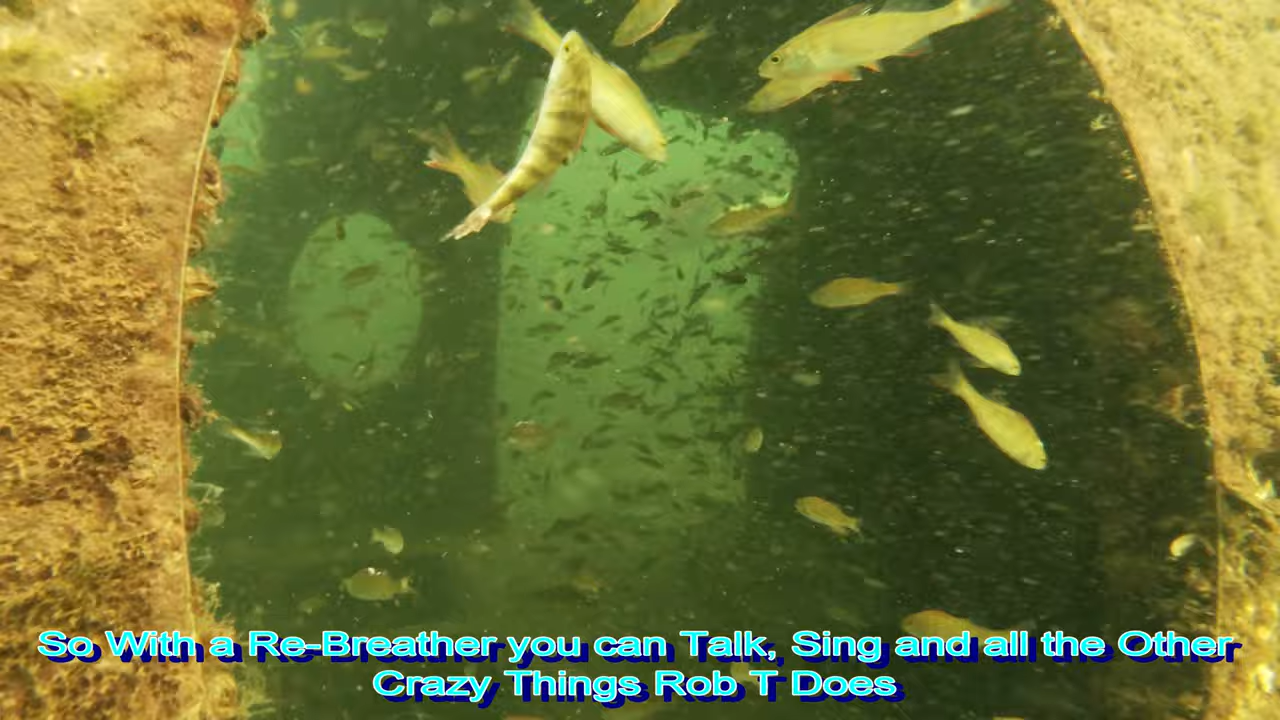 So With a Re-Breather you can Talk, Sing and all the Other
Crazy Things Rob T Does